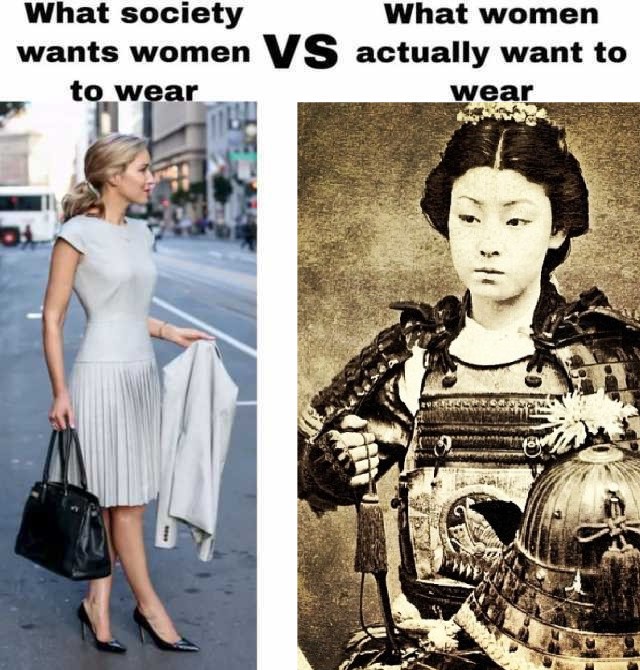 What society
wants women
to wear
VS
What women
actually want to
wear